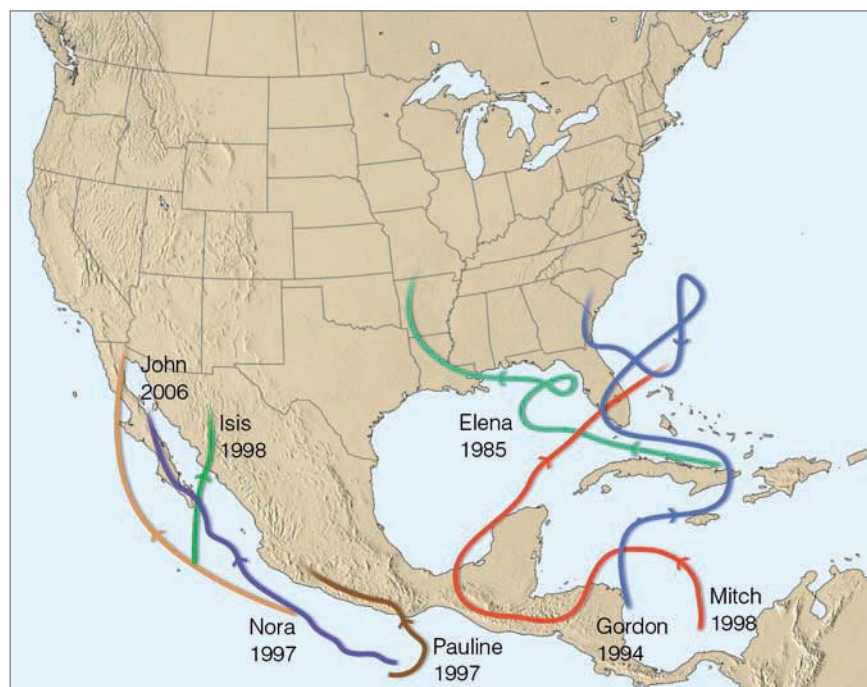 John
2006
Isis
1998
Elena
1985
Nora
1997
Pauline
1997
Gordon
1994
Mitch
1998